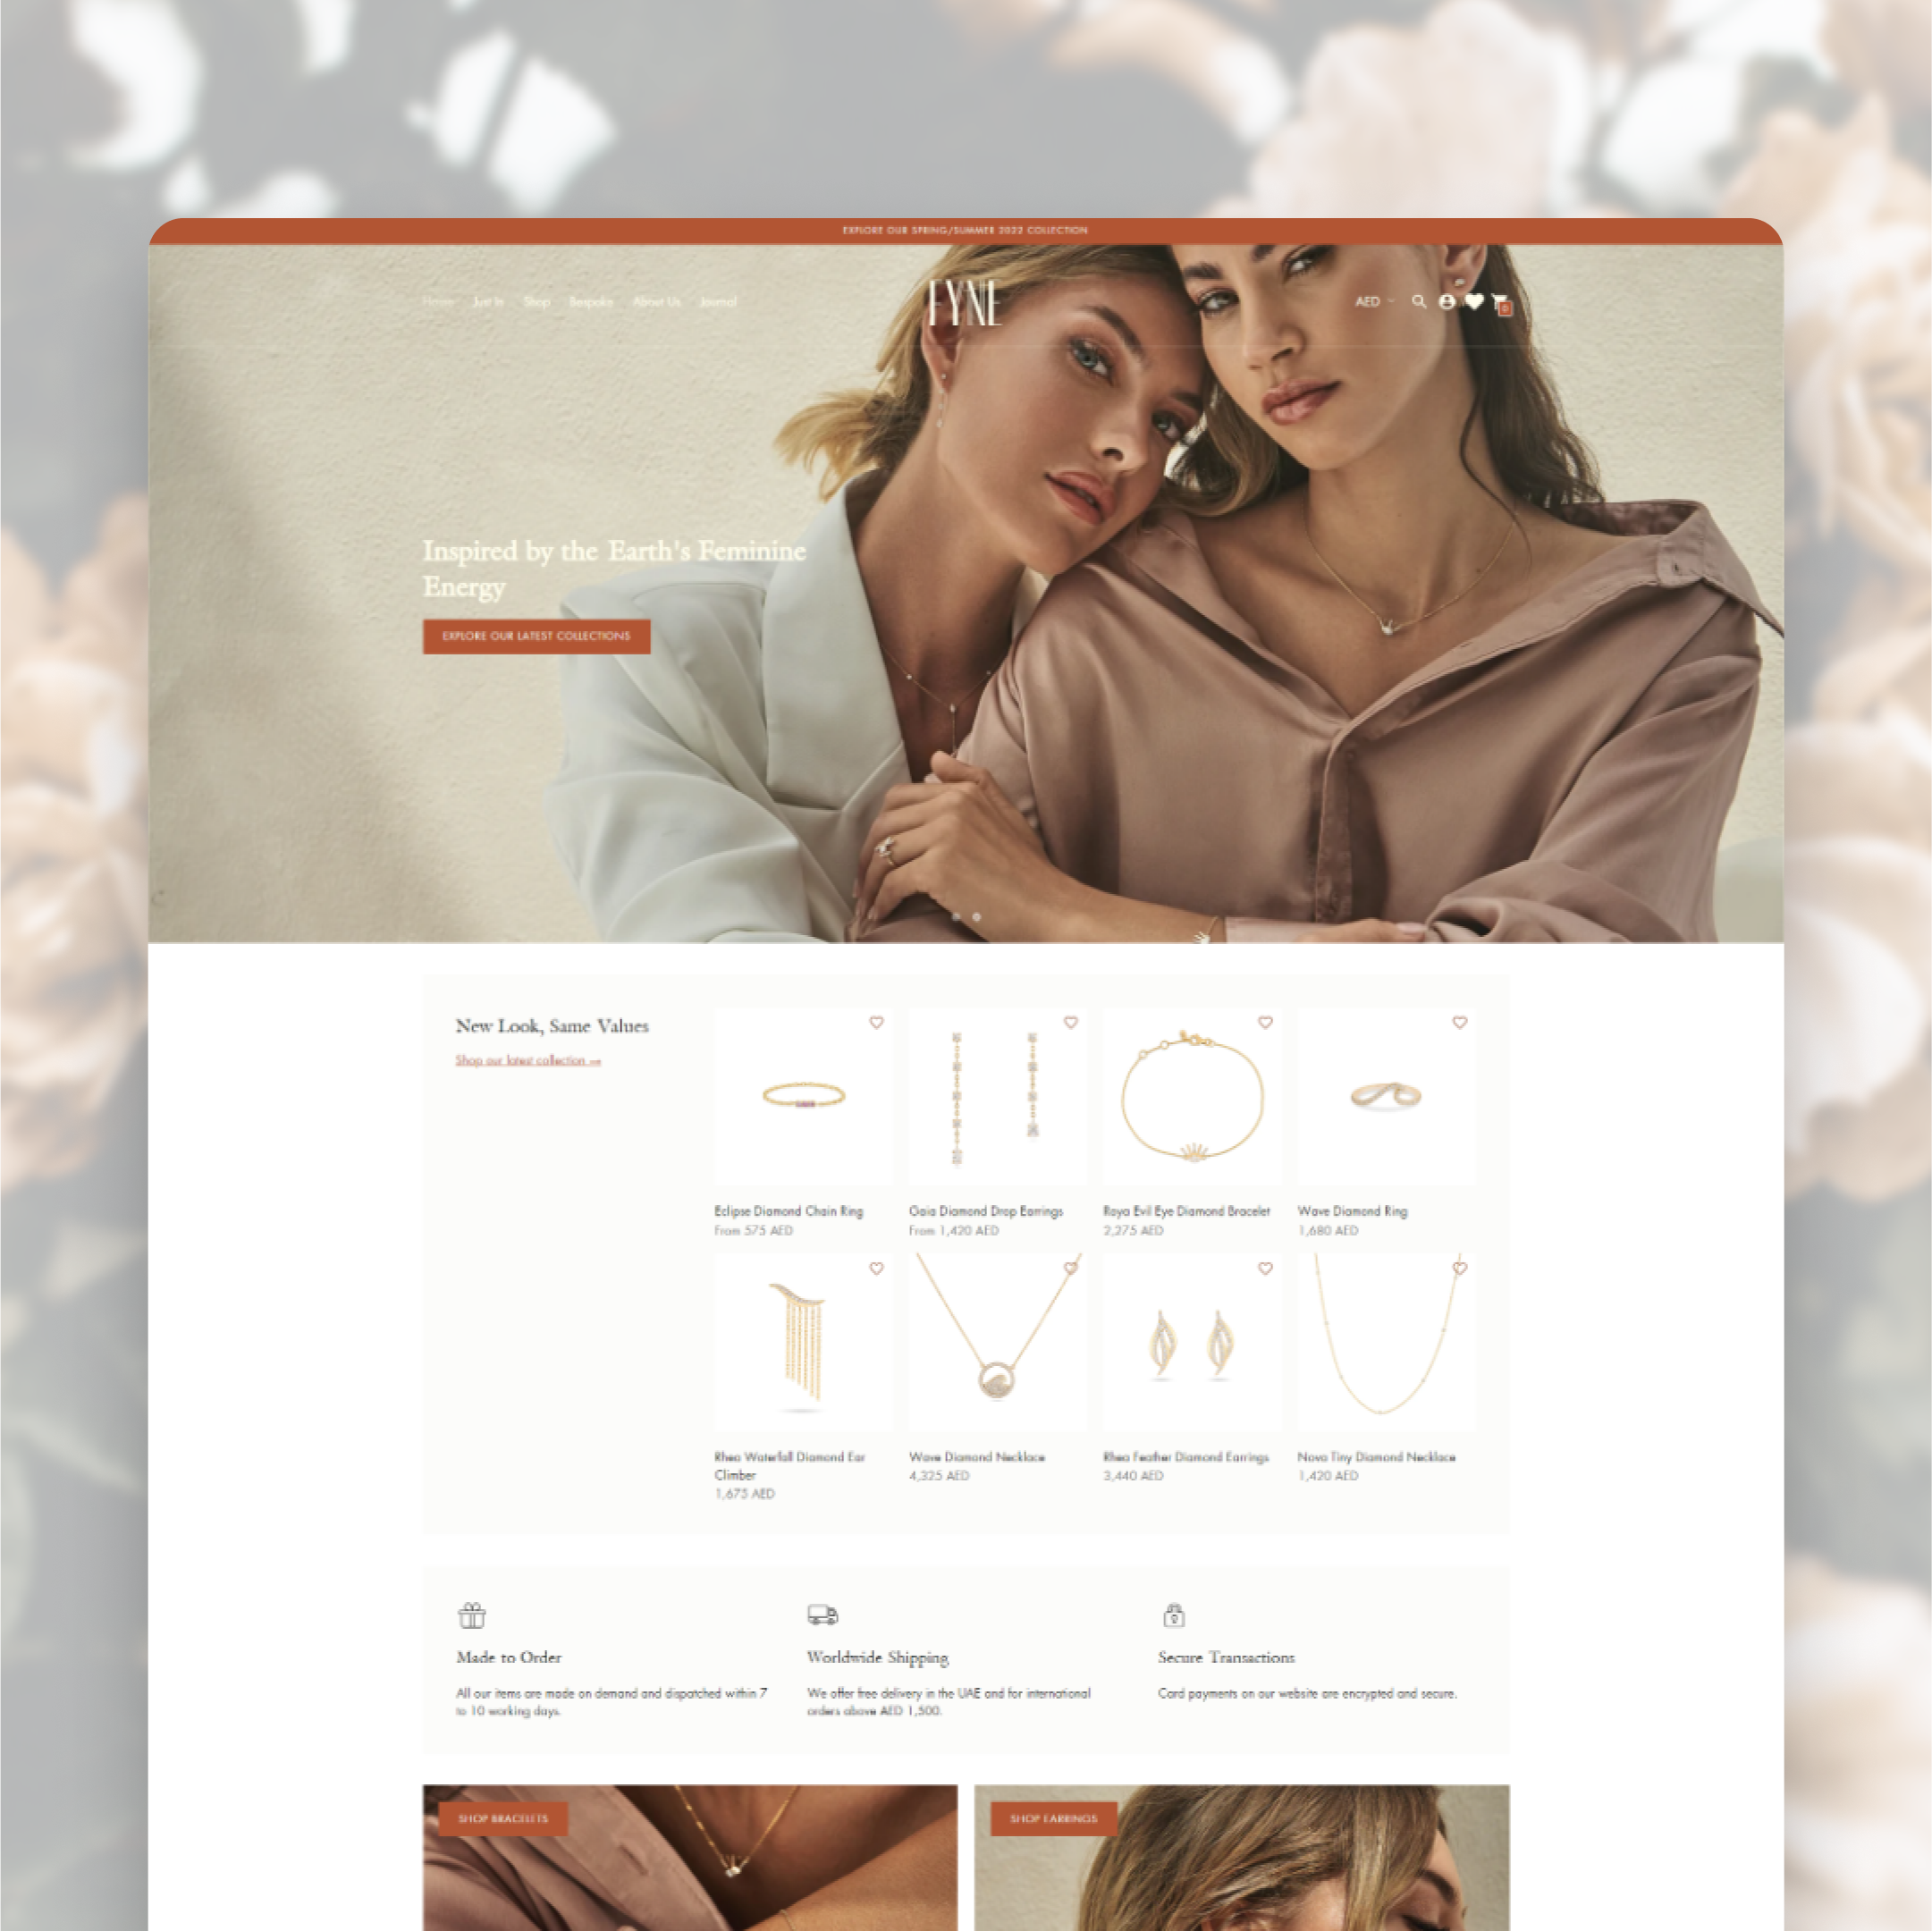 EXPLORE OUR SPRING/SUMMER 2022 COLLECTION
Home Just In Shop Bespoke About Us Journal
FYNE
AED
0
Inspired by the Earth's Feminine
Energy
EXPLORE OUR LATEST COLLECTIONS
New Look, Same Values
Shop our latest collection →
Eclipse Diamond Chain Ring
From 575 AED
Gaia Diamond Drop Earrings
From 1,420 AED
Roya Evil Eye Diamond Bracelet
2,275 AED
Wave Diamond Ring
1,680 AED
Rhea Waterfall Diamond Ear
Climber
1,675 AED
Wave Diamond Necklace
4,325 AED
Rhea Feather Diamond Earrings
3,440 AED
Nova Tiny Diamond Necklace
1,420 AED
Made to Order
All our items are made on demand and dispatched within 7
to 10 working days.
Worldwide Shipping
We offer free delivery in the UAE and for international
orders above AED 1,500.
Secure Transactions
Card payments on our website are encrypted and secure.
SHOP BRACELETS
SHOP EARRINGS